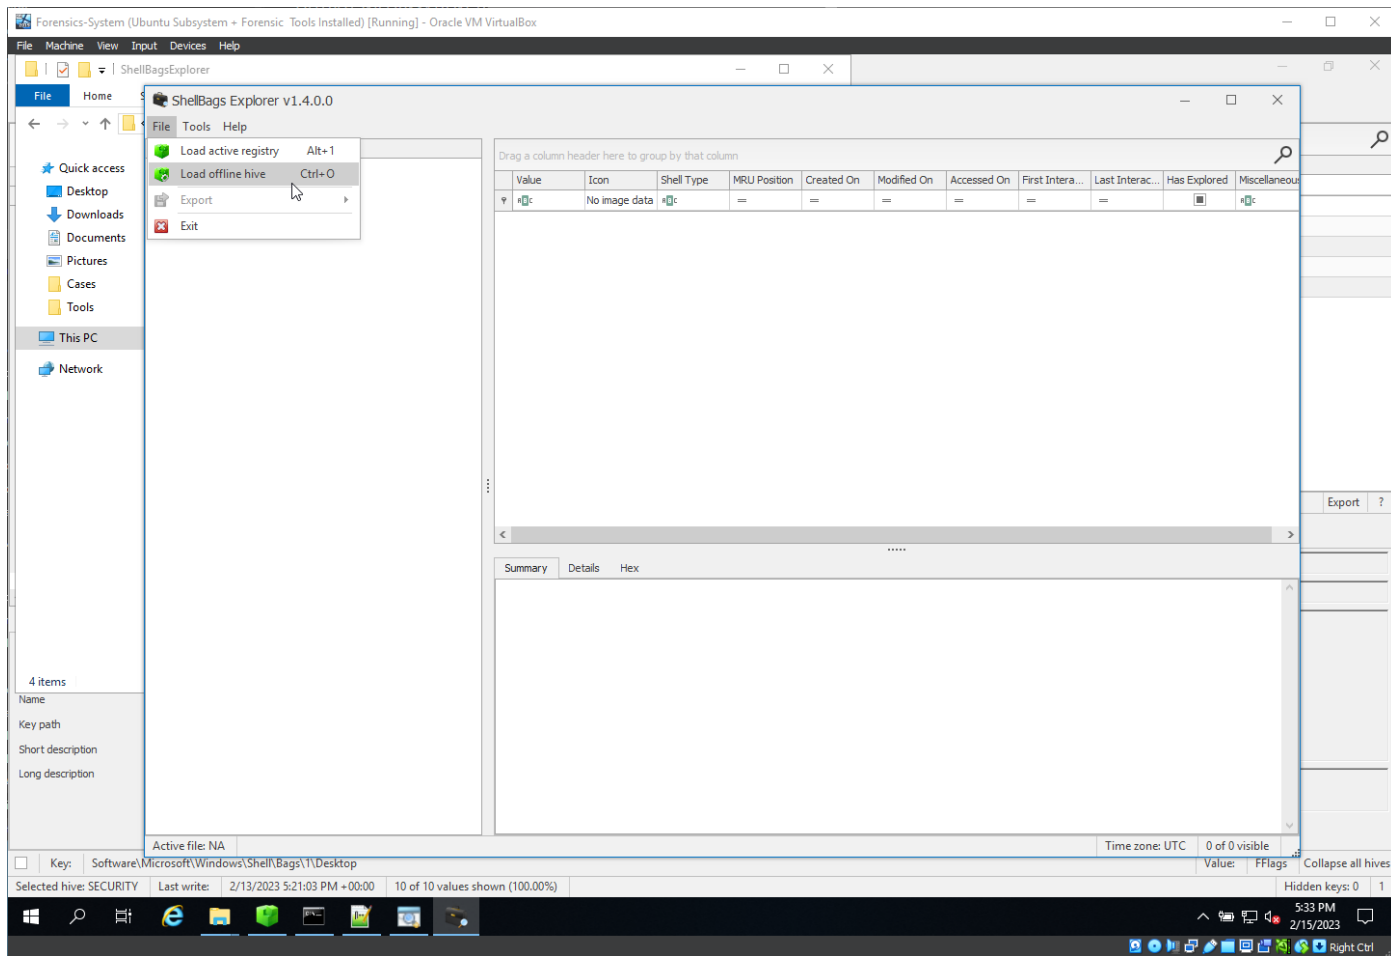 Forensics-System (Ubuntu Subsystem + Forensic Tools Installed) [Running] - Oracle VM VirtualBox
File Machine View Input Devices Help
ShellBagsExplorer
File Home
ShellBags Explorer v1.4.0.0
File Tools Help
Load active registry Alt+1
Load offline hive Ctrl+O
Export
Exit
Quick access
Desktop
Downloads
Documents
Pictures
Cases
Tools
This PC
Network
4 items
Drag a column header here to group by that column
Value Icon Shell Type MRU Position Created On Modified On Accessed On First Intera... Last Interac... Has Explored Miscellaneou
No image data = = = = = =
Export ?
Summary Details Hex
Name
Key path
Short description
Long description
Active file: NA Time zone: UTC 0 of 0 visible
Key: Software\Microsoft\Windows\Shell\Bags\1\Desktop Value: FFlags Collapse all hives
Selected hive: SECURITY Last write: 2/13/2023 5:21:03 PM +00:00 10 of 10 values shown (100.00%) Hidden keys: 0 1
5:33 PM
2/15/2023
Right Ctrl